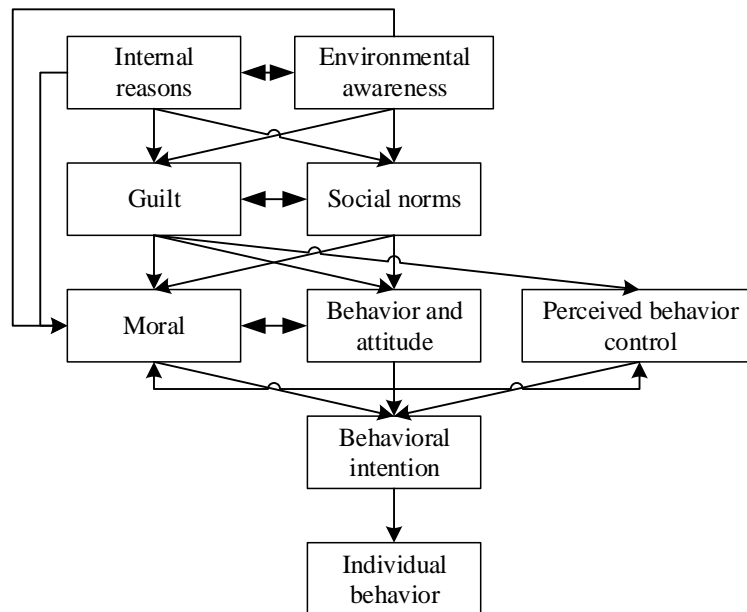 Internal
reasons
Environmental
awareness
Guilt
Social norms
Moral
Behavior and
attitude
Perceived behavior
control
Behavioral
intention
Individual
behavior